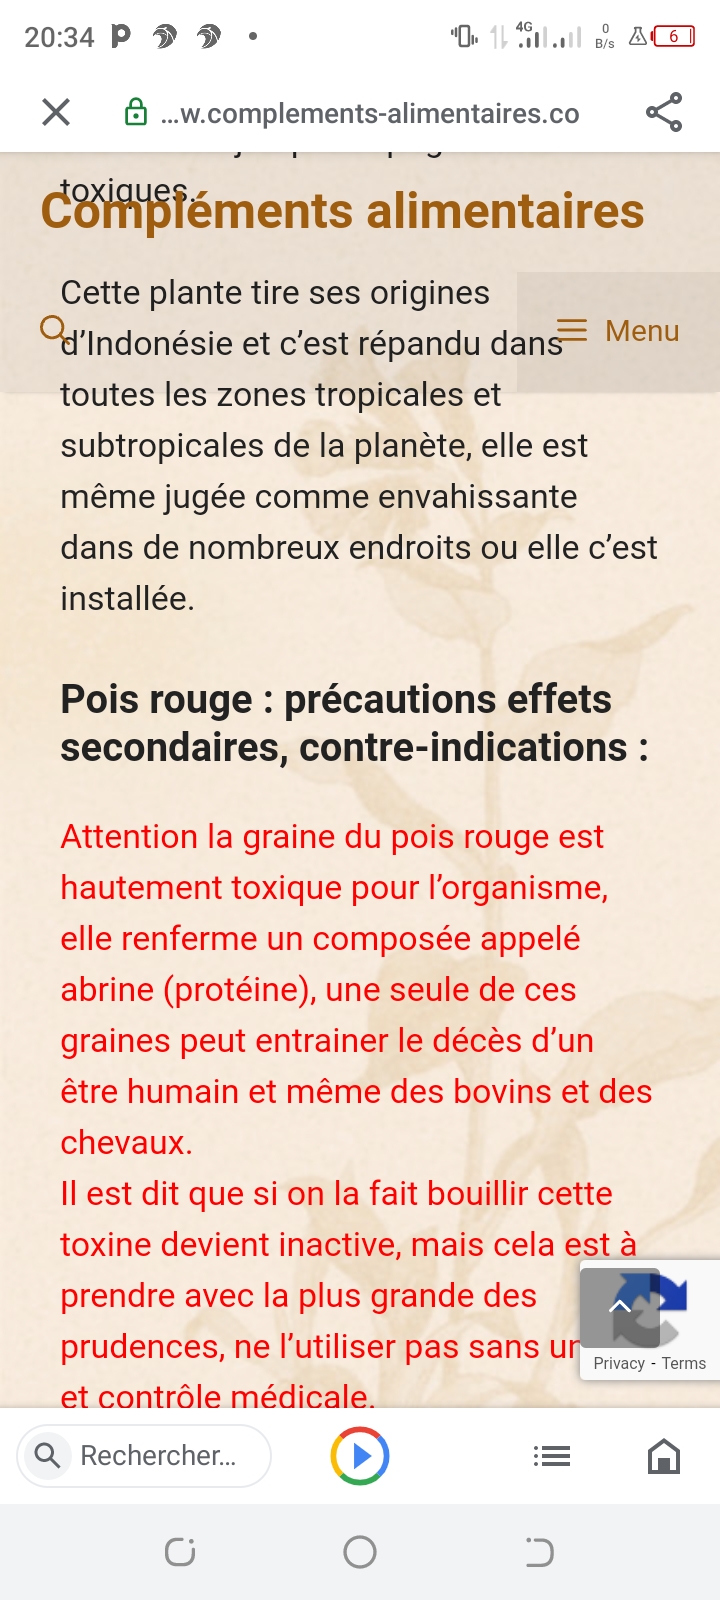 20:34
4G
0
B/s
6
...w.complements-alimentaires.co
toxiques.
Compléments alimentaires
Cette plante tire ses origines
d’Indonésie et c’est répandu dans
Menu
toutes les zones tropicales et
subtropicales de la planète, elle est
même jugée comme envahissante
dans de nombreux endroits ou elle c’est
installée.
Pois rouge : précautions effets
secondaires, contre-indications :
Attention la graine du pois rouge est
hautement toxique pour l’organisme,
elle renferme un composée appelé
abrine (protéine), une seule de ces
graines peut entrainer le décès d’un
être humain et même des bovins et des
chevaux.
Il est dit que si on la fait bouillir cette
toxine devient inactive, mais cela est à
prendre avec la plus grande des
prudences, ne l’utiliser pas sans
Privacy - Terms
et contrôle médicale.
Rechercher...